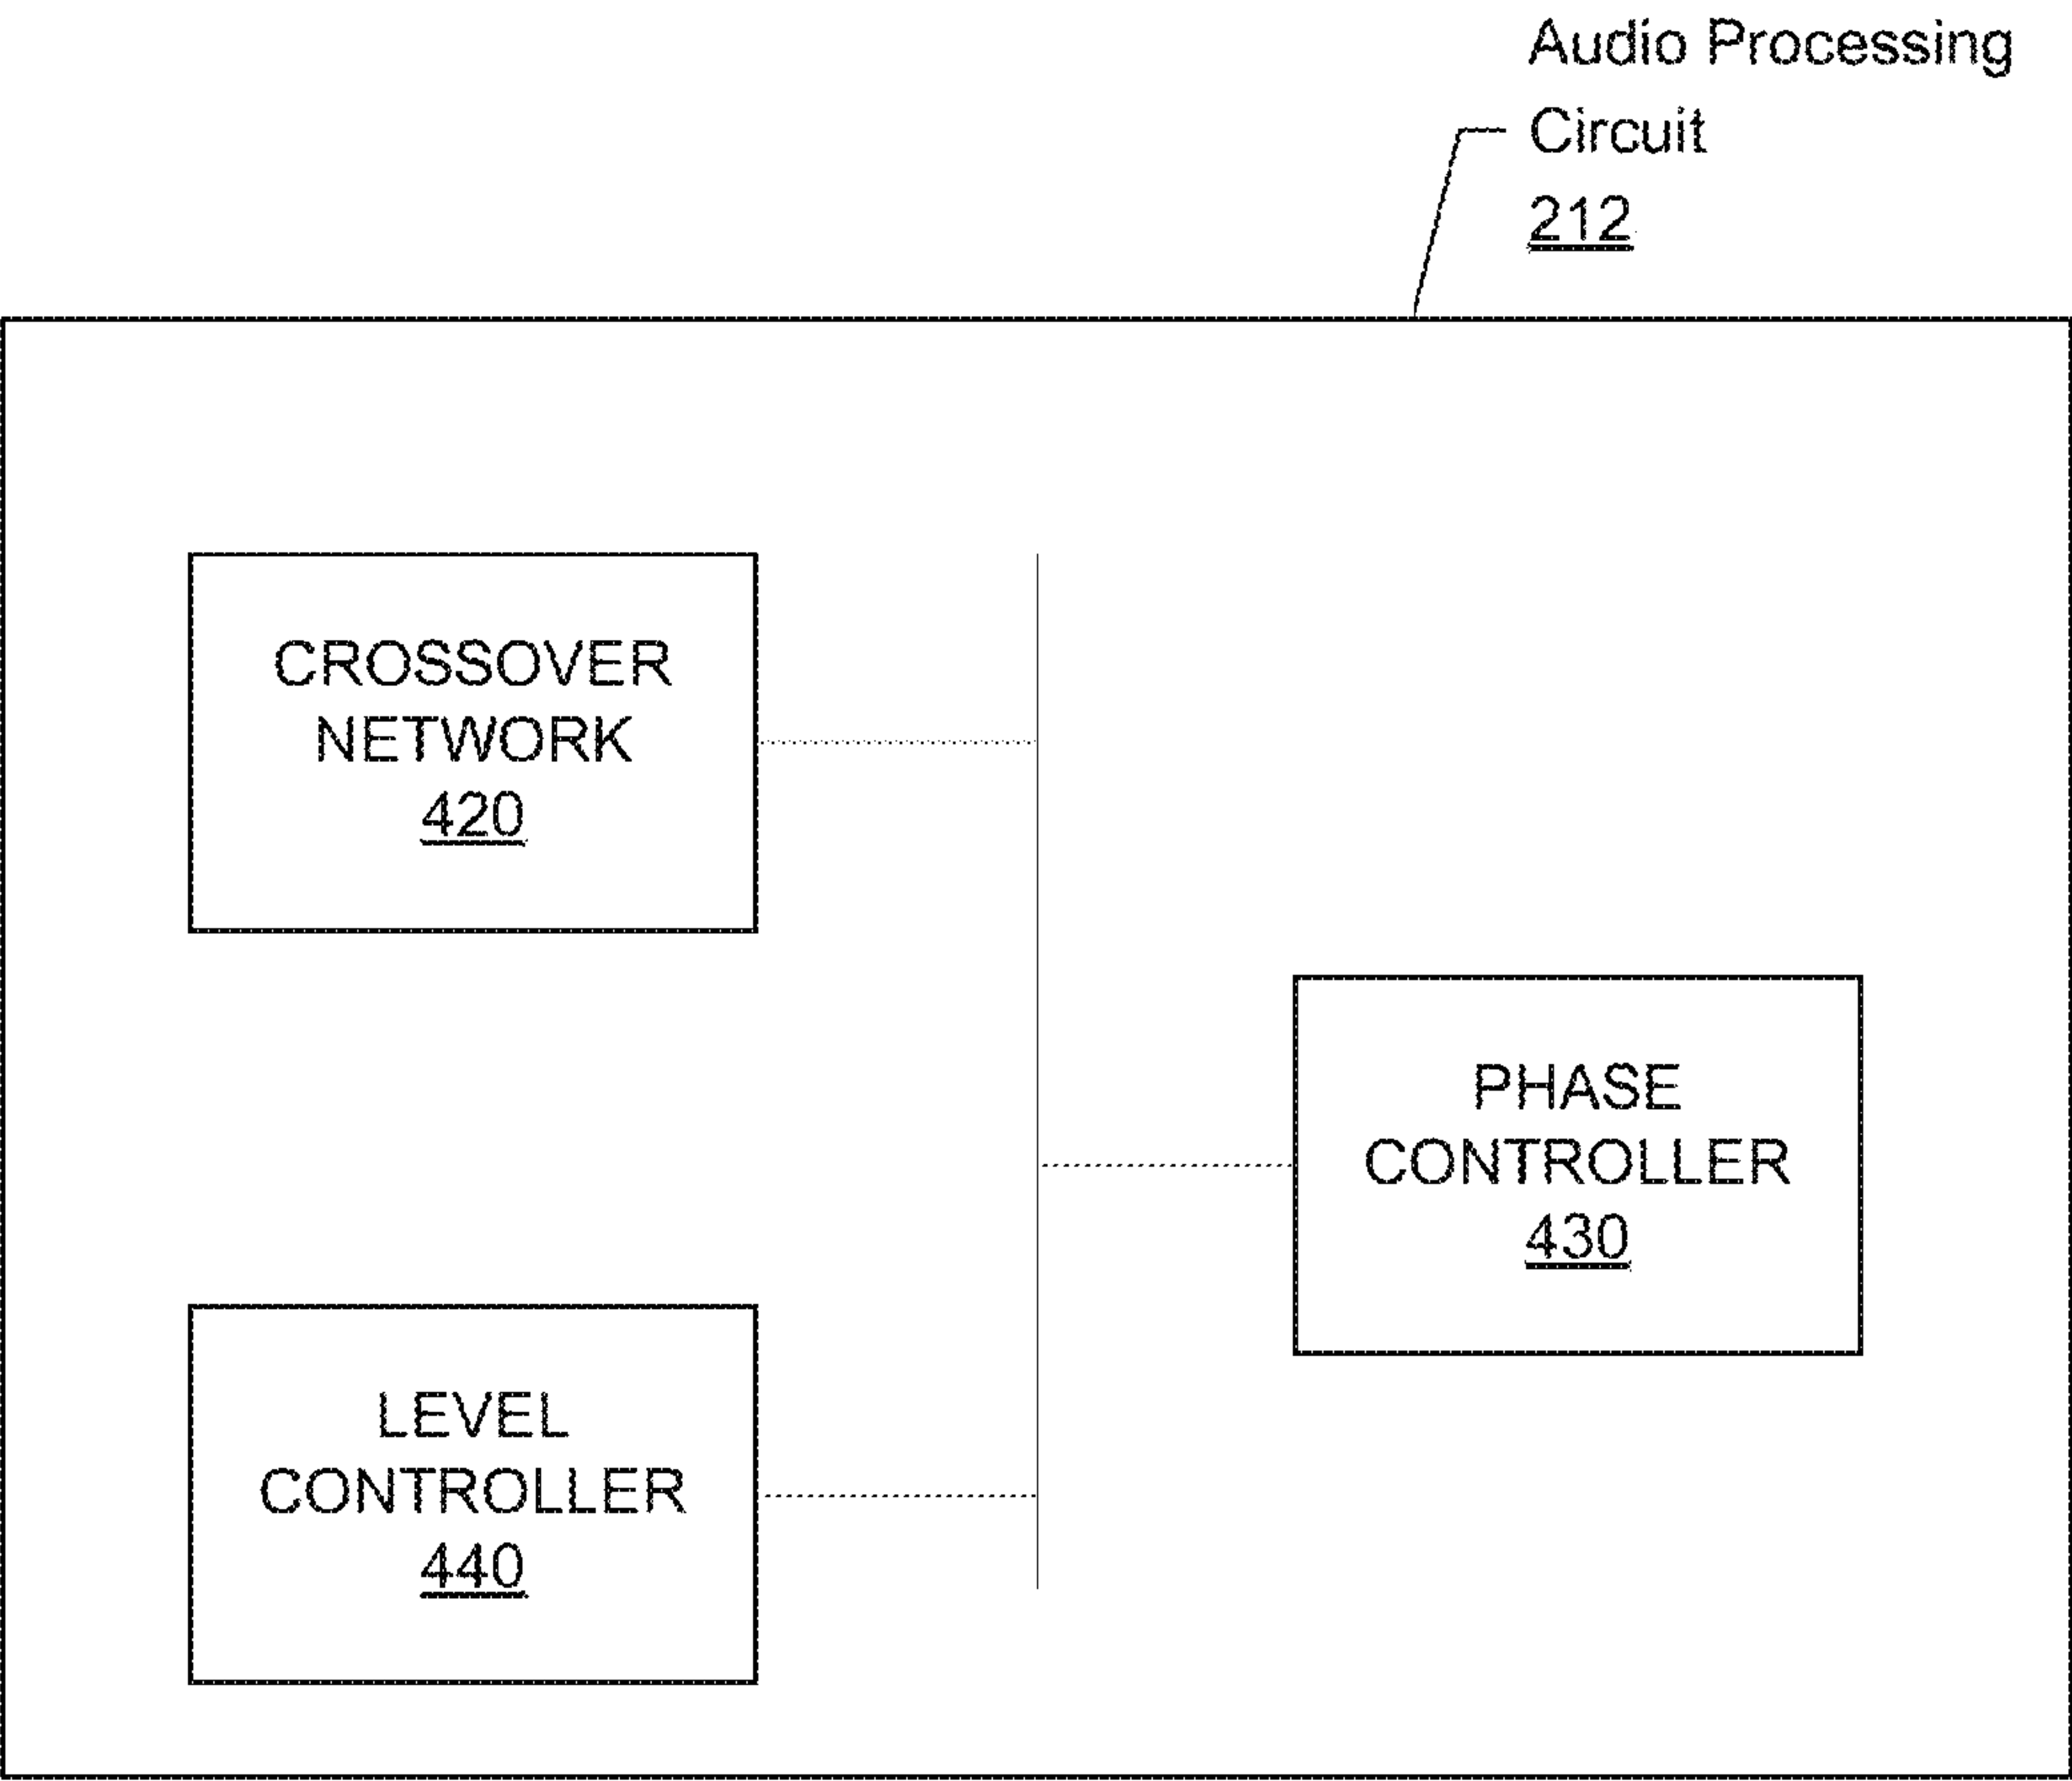 Audio Processing
Circuit
212
CROSSOVER
NETWORK
420
PHASE
CONTROLLER
430
LEVEL
CONTROLLER
440